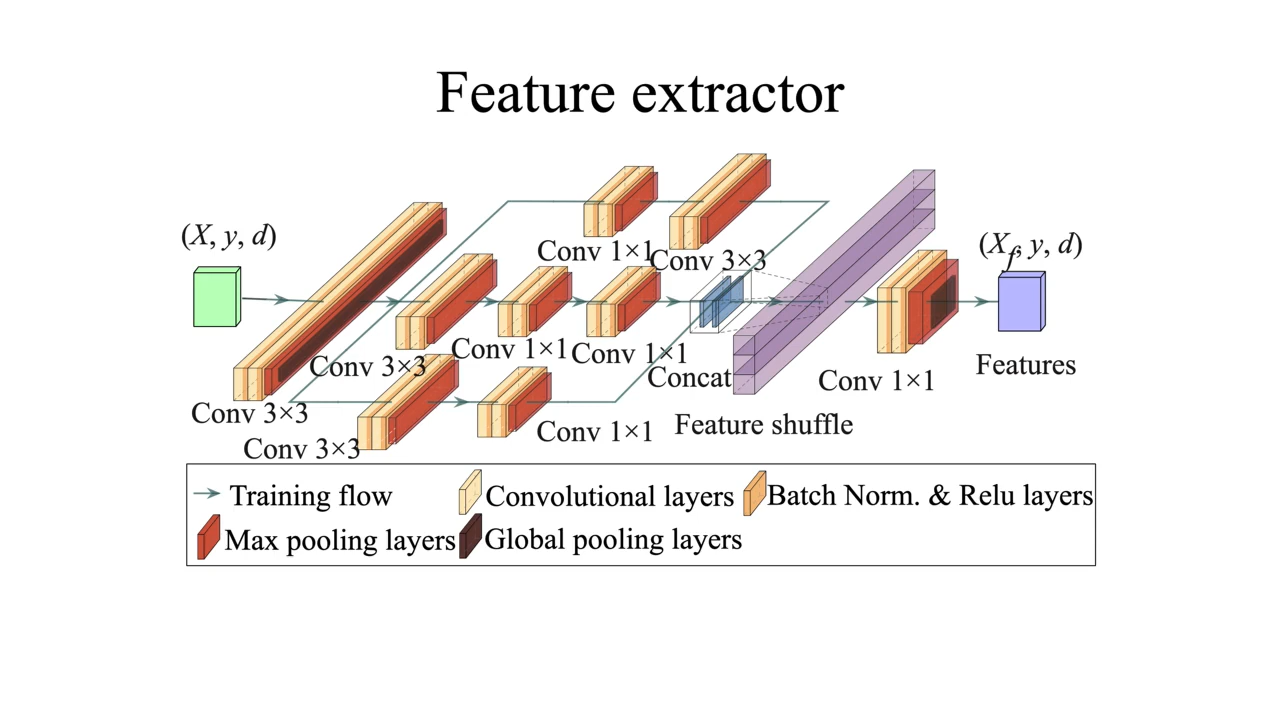 Feature extractor
(X, y, d)
Conv 1×1
Conv 3×3
(X_f, y, d)
Conv 3×3
Conv 1×1
Conv 1×1
Concat
Conv 1×1
Features
Conv 3×3
Conv 3×3
Conv 1×1
Feature shuffle
Training flow
Convolutional layers
Batch Norm. & Relu layers
Max pooling layers
Global pooling layers